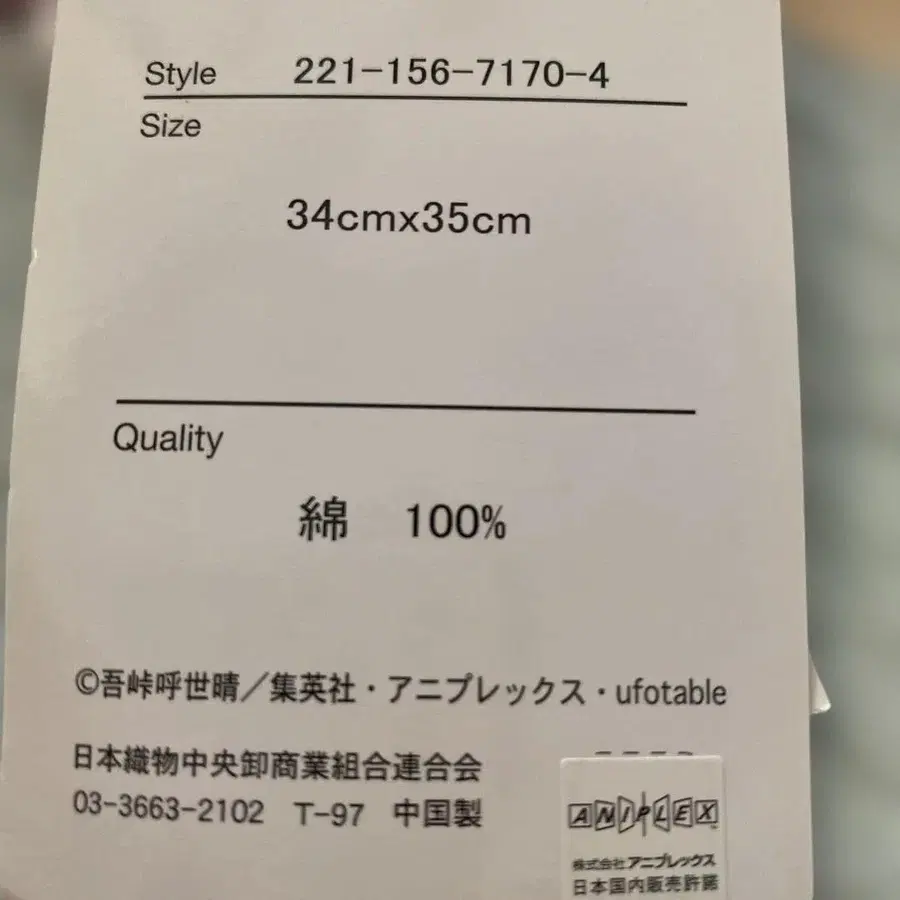 Style 221-156-7170-4
Size
34cmx35cm
Quality
綿 100%
©吾峠呼世晴／集英社・アニプレックス・ufotable
日本織物中央卸商業組合連合会
03-3663-2102 T-97 中国製
ANIPLEX
株式会社アニプレックス
日本国内販売許諾